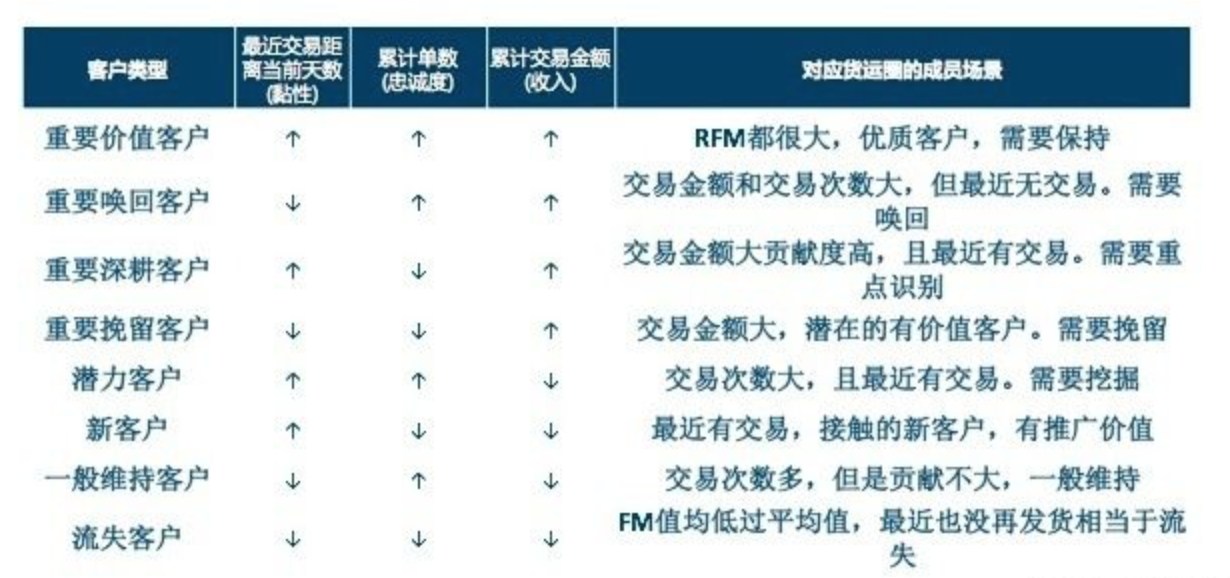 客户类型 最近交易距离当前天数(黏性) 累计单数(忠诚度) 累计交易金额(收入) 对应货运圈的成员场景
重要价值客户 ↑ ↑ ↑ RFM都很大，优质客户，需要保持
重要唤回客户 ↓ ↑ ↑ 交易金额和交易次数大，但最近无交易。需要
唤回
重要深耕客户 ↑ ↓ ↑ 交易金额大贡献度高，且最近有交易。需要重
点识别
重要挽留客户 ↓ ↓ ↑ 交易金额大，潜在的有价值客户。需要挽留
潜力客户 ↑ ↑ ↓ 交易次数大，且最近有交易。需要挖掘
新客户 ↑ ↓ ↓ 最近有交易，接触的新客户，有推广价值
一般维持客户 ↓ ↑ ↓ 交易次数多，但是贡献不大，一般维持
流失客户 ↓ ↓ ↓ FM值均低过平均值，最近也没再发货相当于流
失